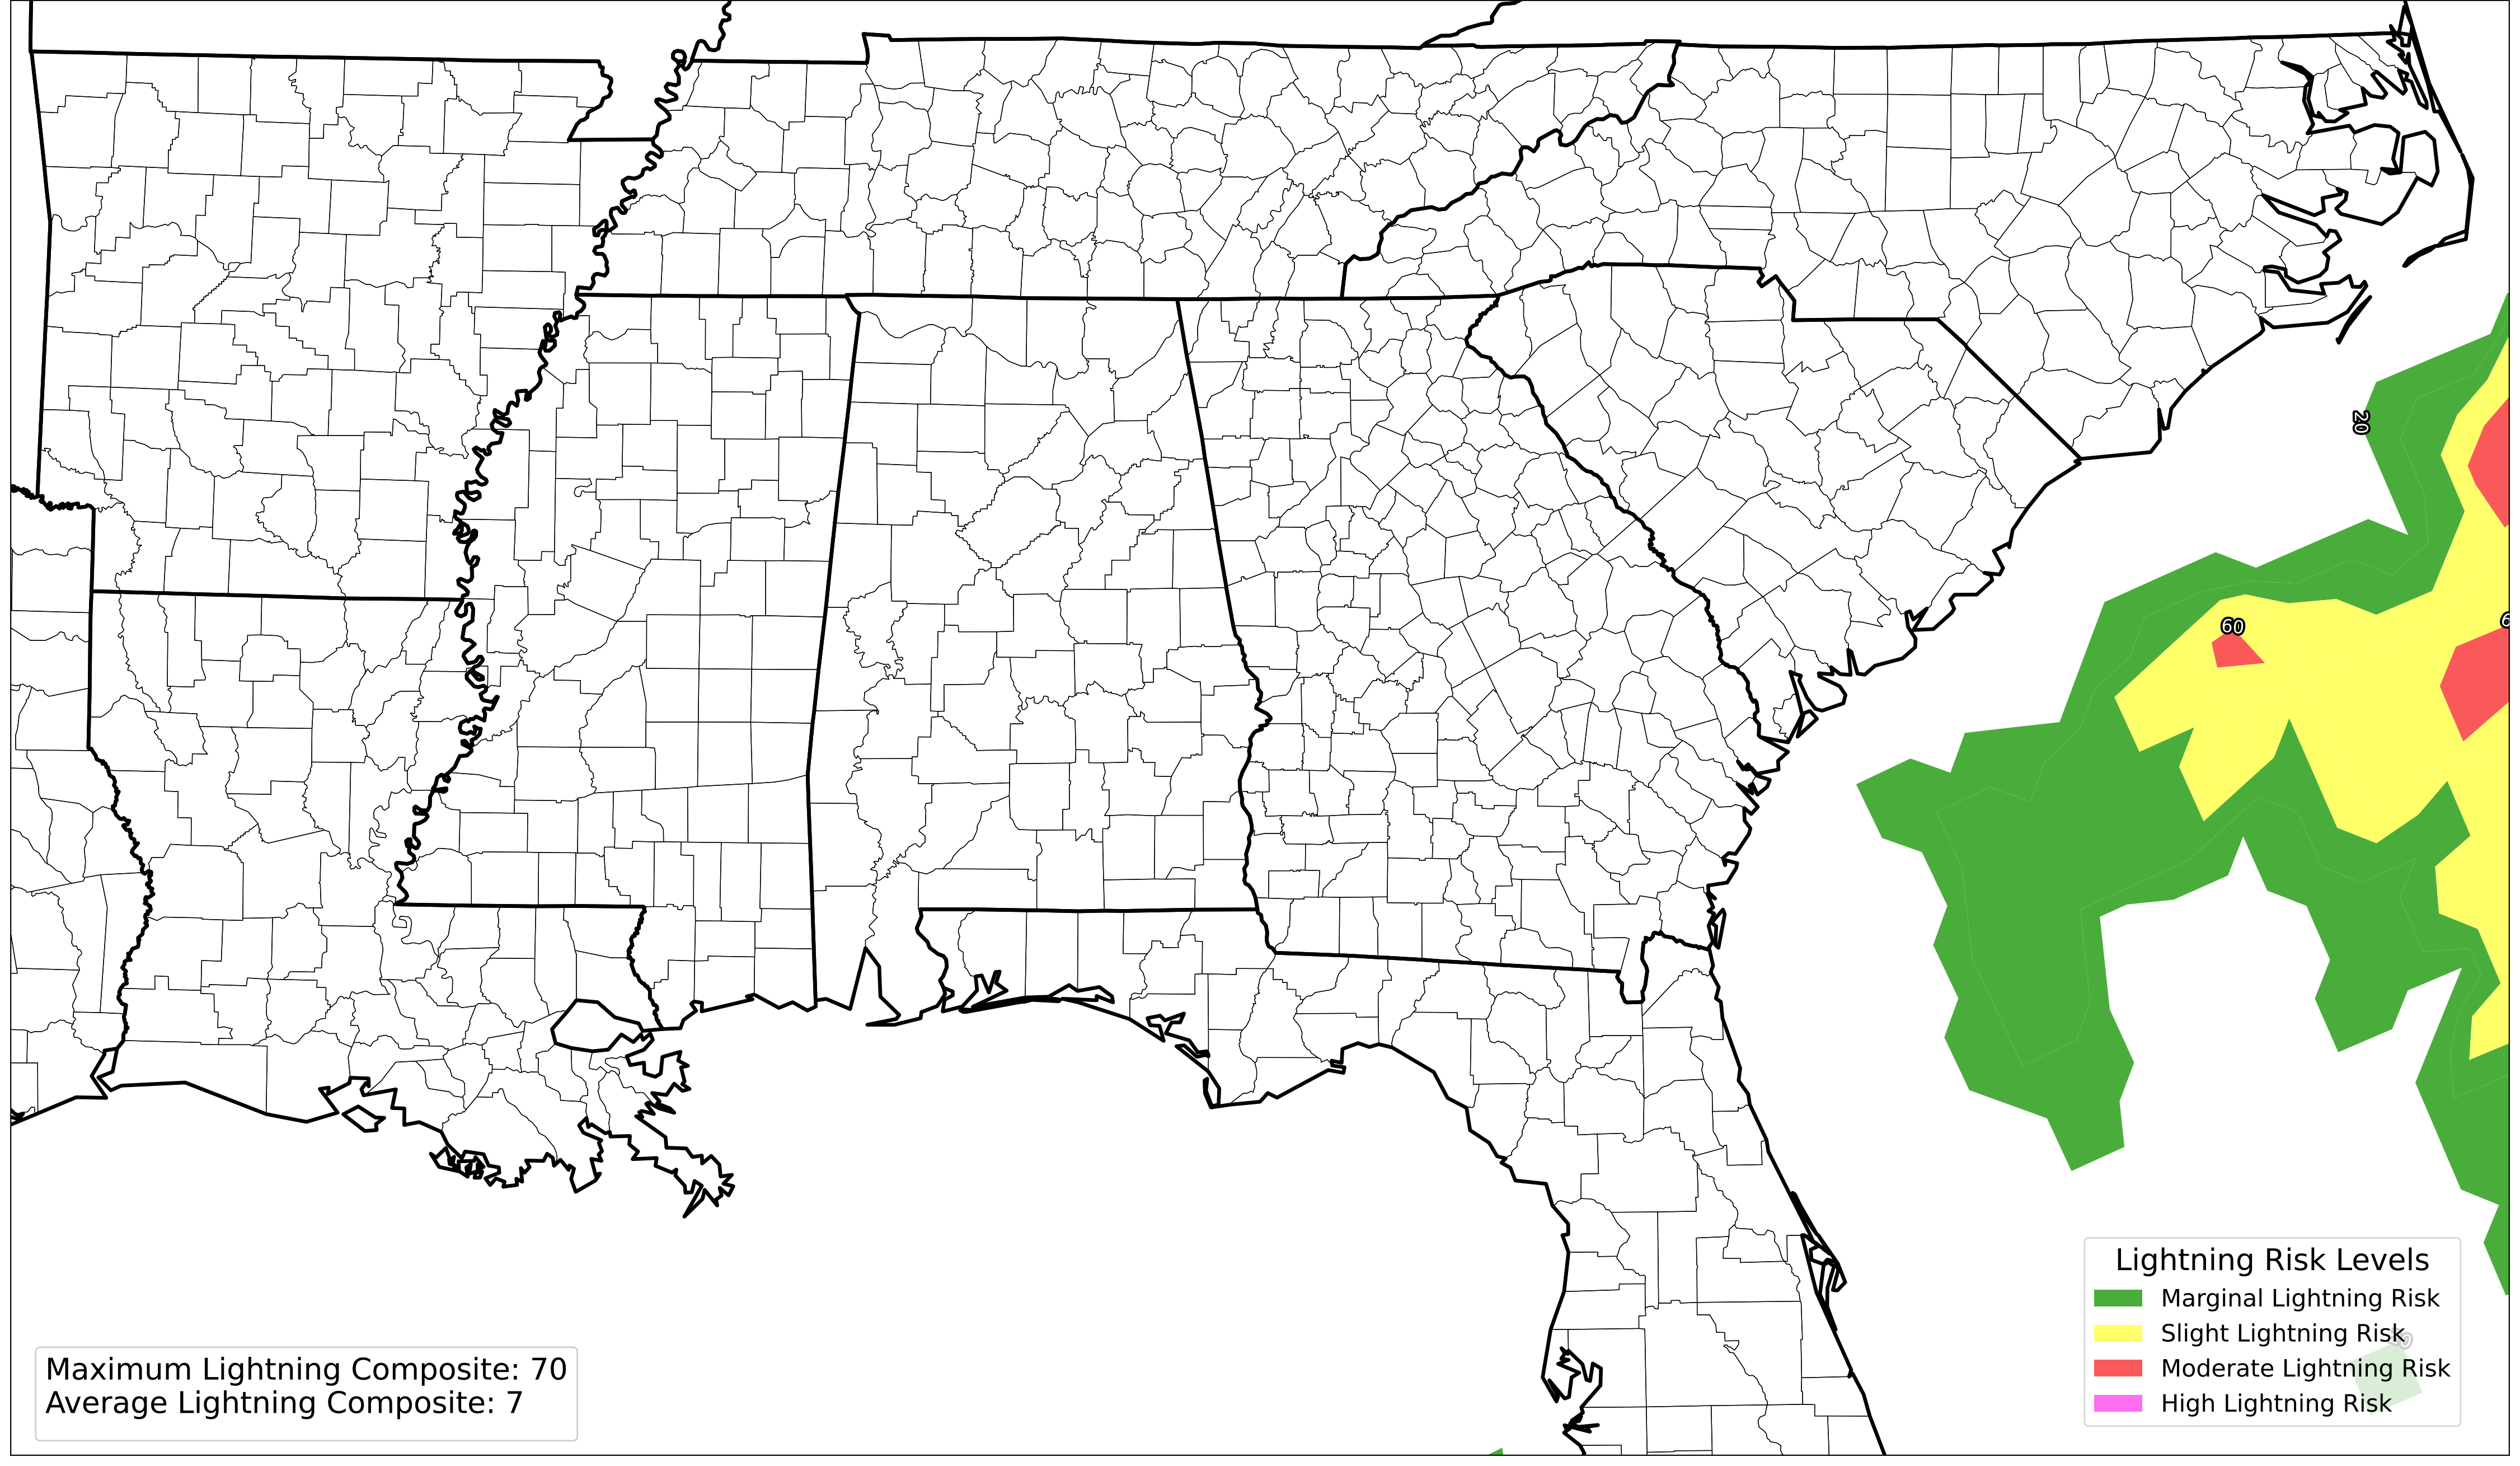 20
60
Lightning Risk Levels
Marginal Lightning Risk
Slight Lightning Risk
Moderate Lightning Risk
High Lightning Risk
Maximum Lightning Composite: 70
Average Lightning Composite: 7